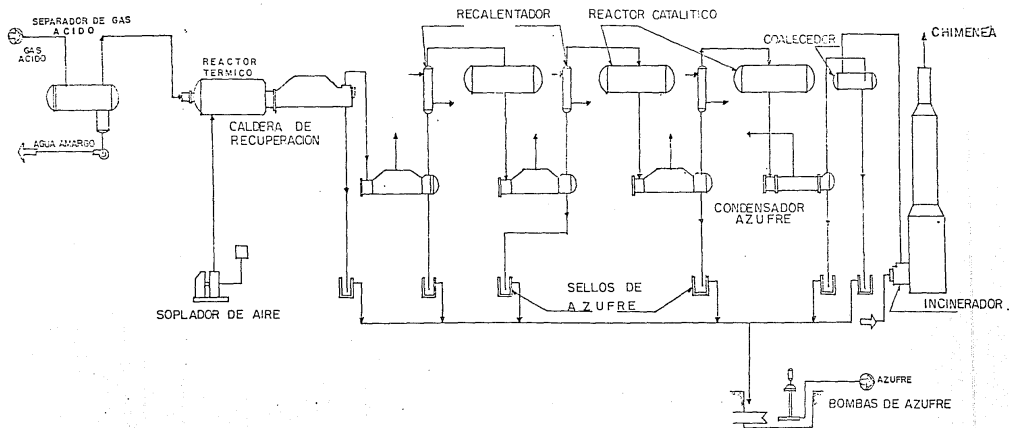 SEPARADOR DE GAS
ACIDO
GAS
ACIDO
AGUA AMARGO
REACTOR
TERMICO
CALDERA DE
RECUPERACION
SOPLADOR DE AIRE
RECALENTADOR
REACTOR CATALITICO
COALECEDOR
CHIMENEA
CONDENSADOR
AZUFRE
SELLOS DE
AZUFRE
INCINERADOR.
AZUFRE
BOMBAS DE AZUFRE